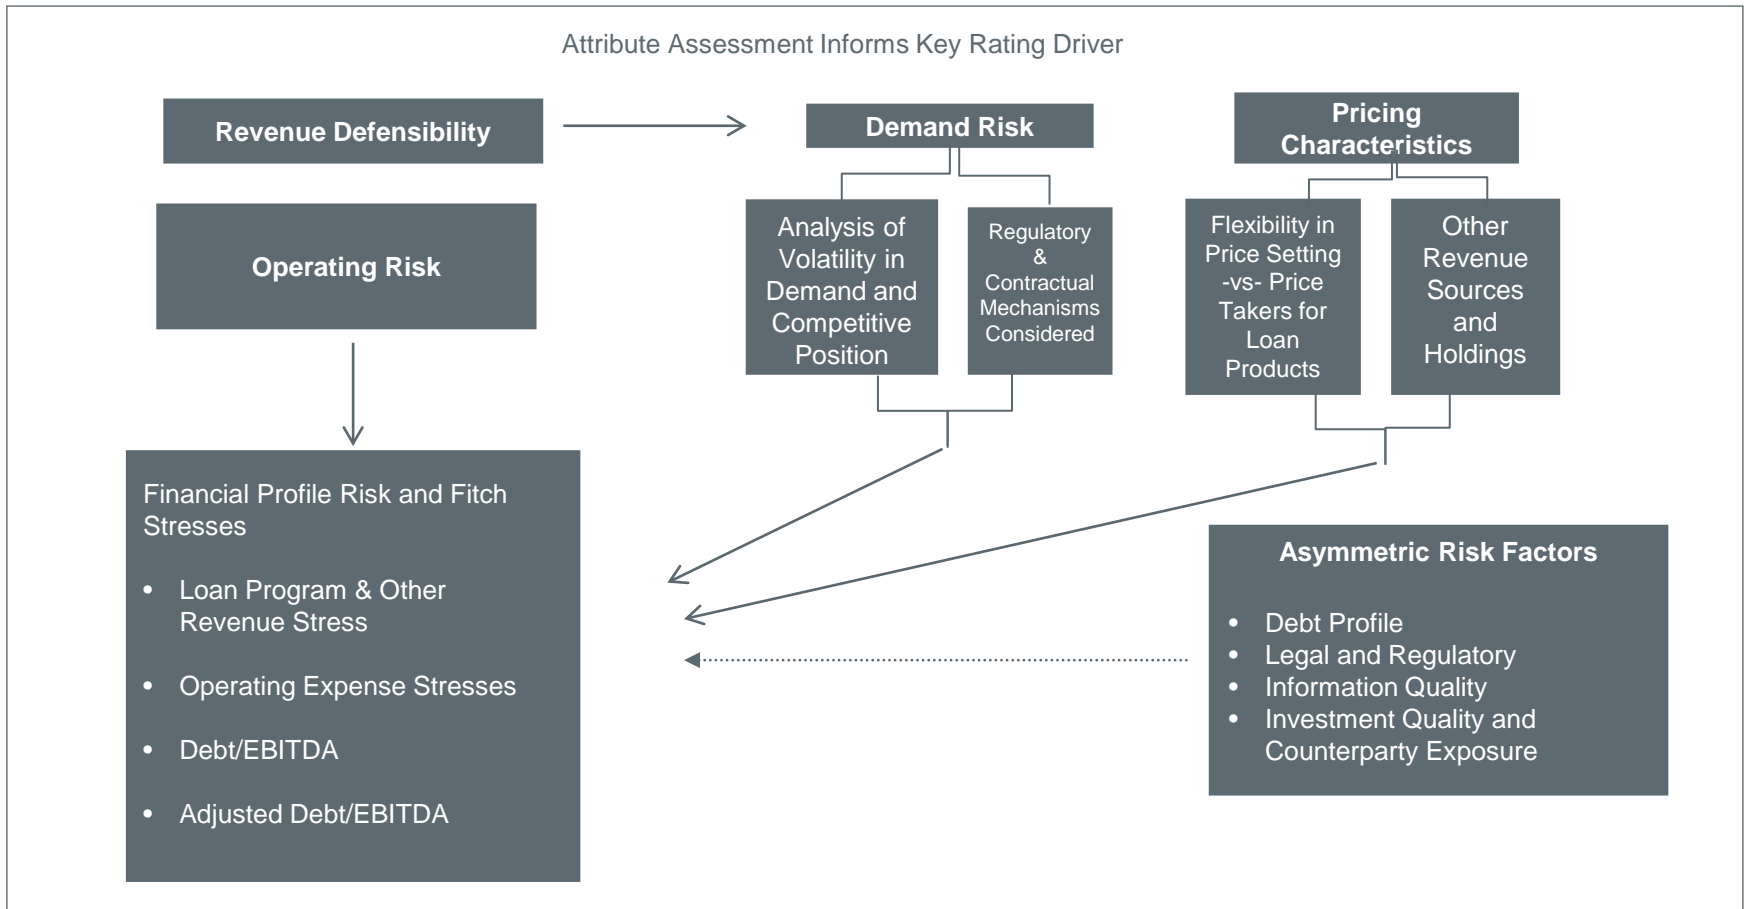 Attribute Assessment Informs Key Rating Driver
Revenue Defensibility
Demand Risk
Pricing
Characteristics
Operating Risk
Analysis of
Volatility in
Demand and
Competitive
Position
Regulatory
&
Contractual
Mechanisms
Considered
Flexibility in
Price Setting
-vs- Price
Takers for
Loan
Products
Other
Revenue
Sources
and
Holdings
Financial Profile Risk and Fitch
Stresses
• Loan Program & Other
Revenue Stress
• Operating Expense Stresses
• Debt/EBITDA
• Adjusted Debt/EBITDA
Asymmetric Risk Factors
• Debt Profile
• Legal and Regulatory
• Information Quality
• Investment Quality and
Counterparty Exposure